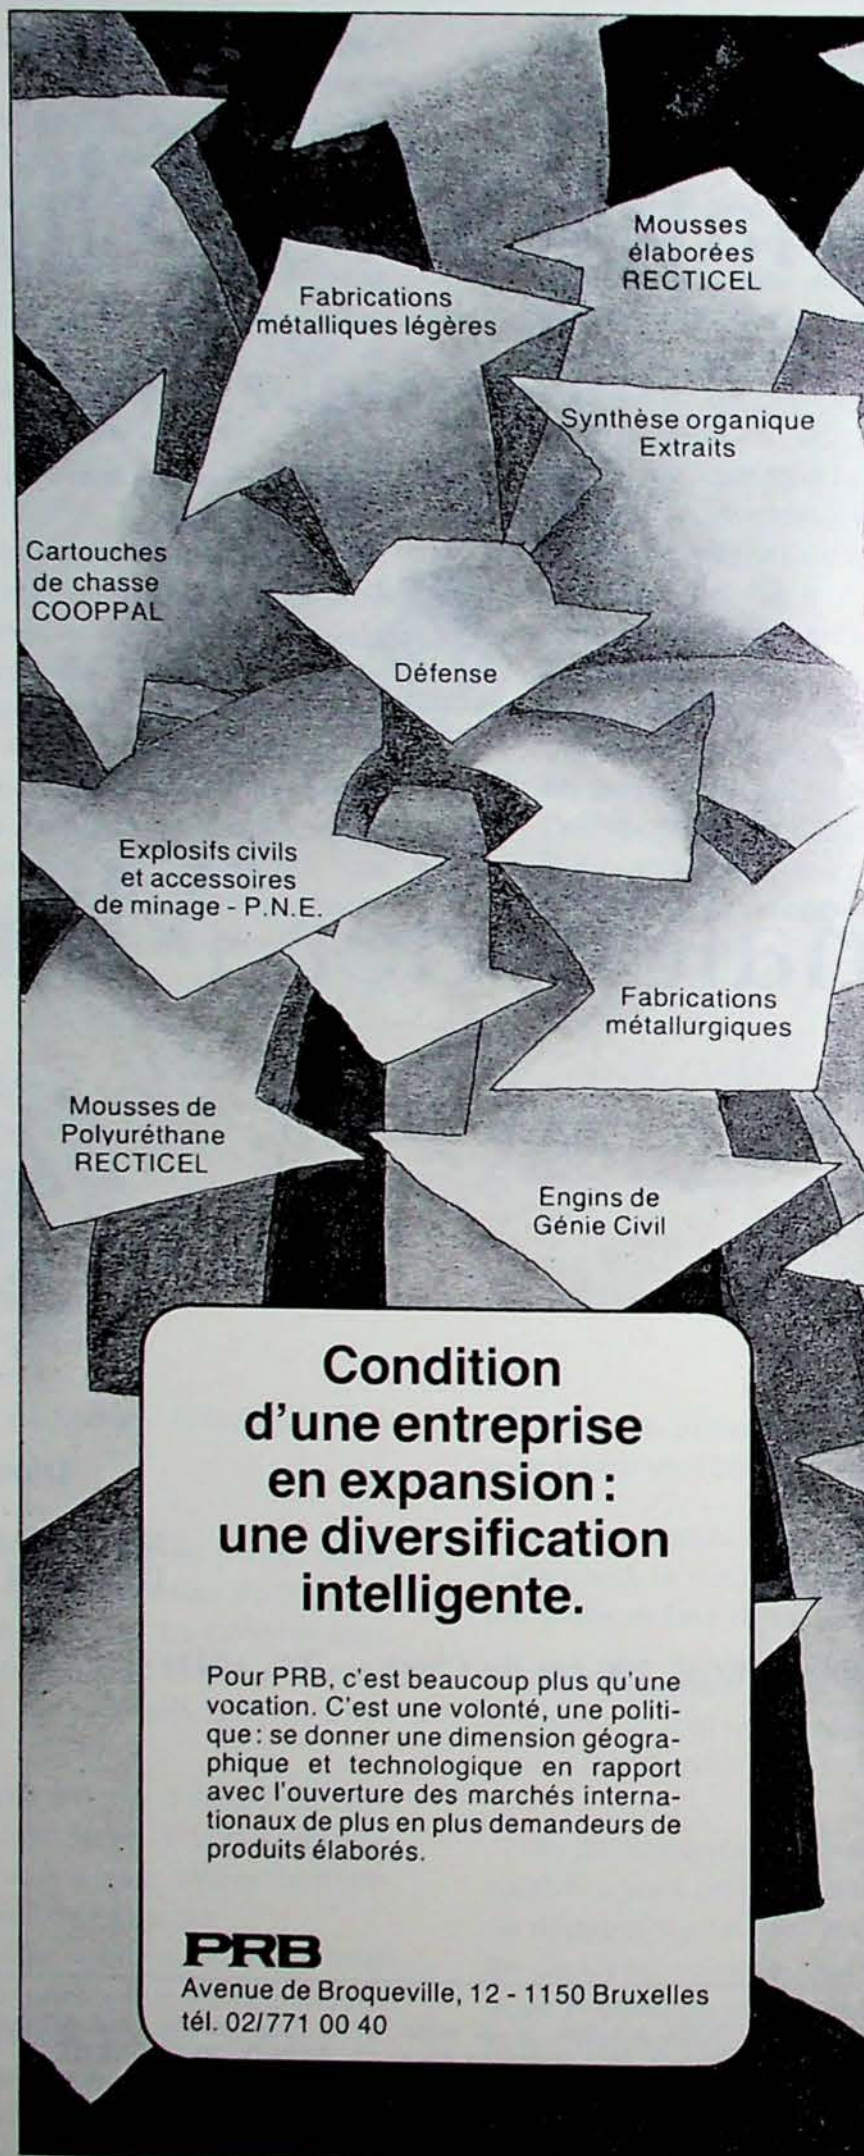 Mousses
élaborées
RECTICEL
Fabrications
métalliques légères
Synthèse organique
Extraits
Cartouches
de chasse
COOPPAL
Défense
Explosifs civils
et accessoires
de minage - P.N.E.
Fabrications
métallurgiques
Mousses de
Polyuréthane
RECTICEL
Engins de
Génie Civil
Condition
d'une entreprise
en expansion :
une diversification
intelligente.
Pour PRB, c'est beaucoup plus qu'une
vocation. C'est une volonté, une politi-
que : se donner une dimension géogra-
phique et technologique en rapport
avec l'ouverture des marchés interna-
tionaux de plus en plus demandeurs de
produits élaborés.
PRB
Avenue de Broqueville, 12 - 1150 Bruxelles
tél. 02/771 00 40